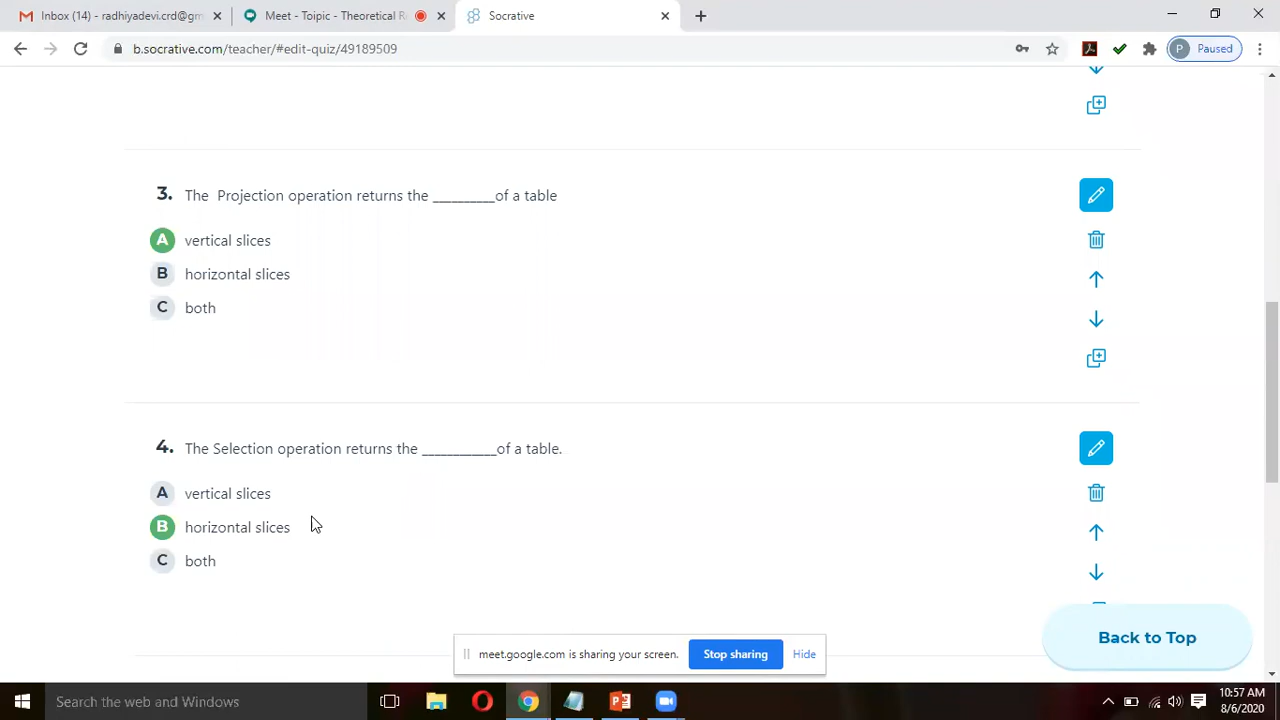 Inbox (14) - radhiyadevi.crd@gm
Meet - Toipic - Theoretical R
Socrative
b.socrative.com/teacher/#edit-quiz/49189509
P Paused
3. The Projection operation returns the __________of a table
A vertical slices
B horizontal slices
C both
4. The Selection operation returns the ____________of a table.
A vertical slices
B horizontal slices
C both
Back to Top
meet.google.com is sharing your screen. Stop sharing Hide
Search the web and Windows
10:57 AM
8/6/2020